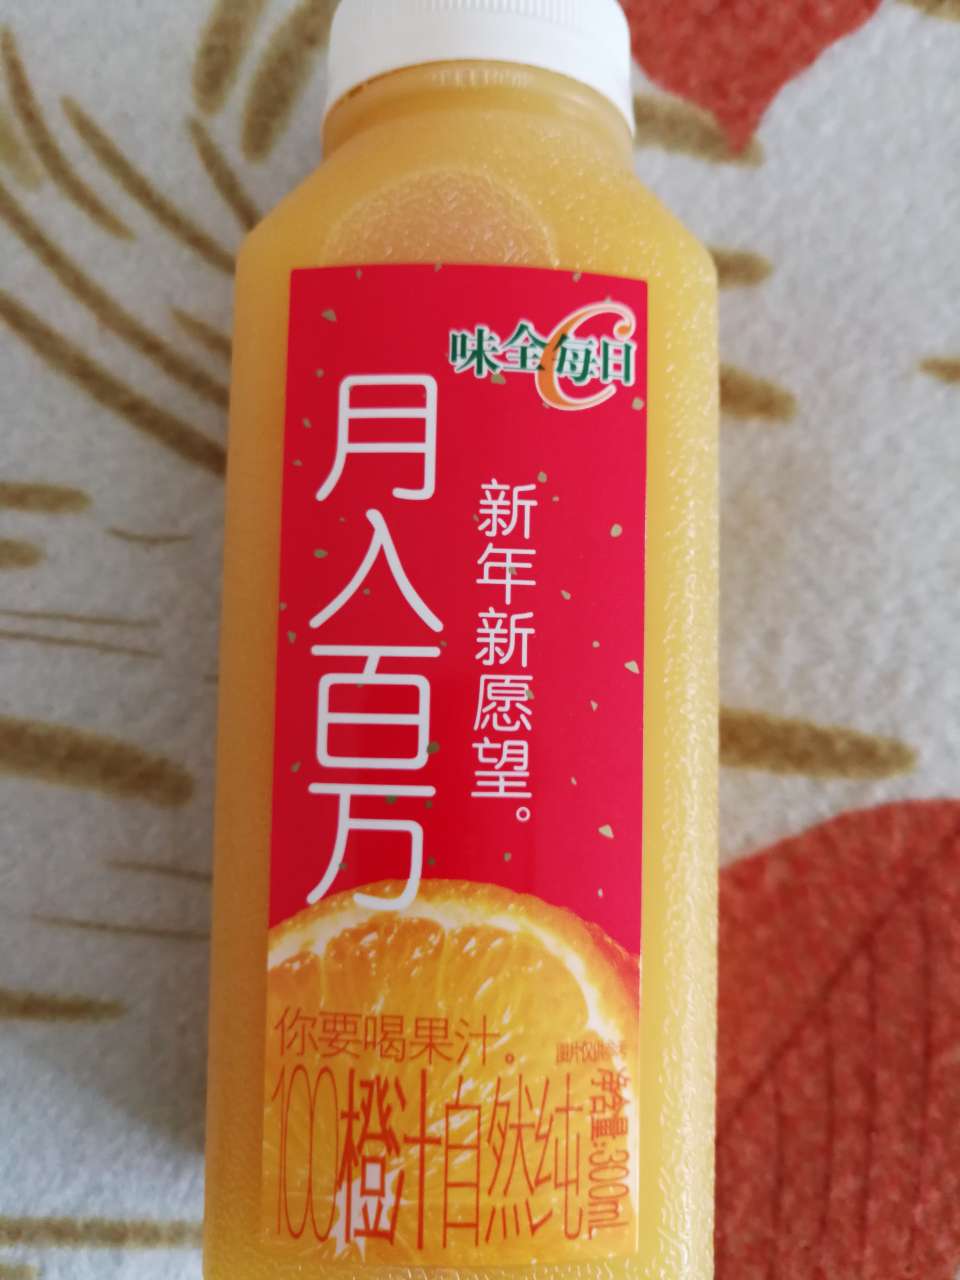 味全每日C
月入百万
新年新愿望。
你要喝果汁。
100橙汁自然纯
净含量:300mL